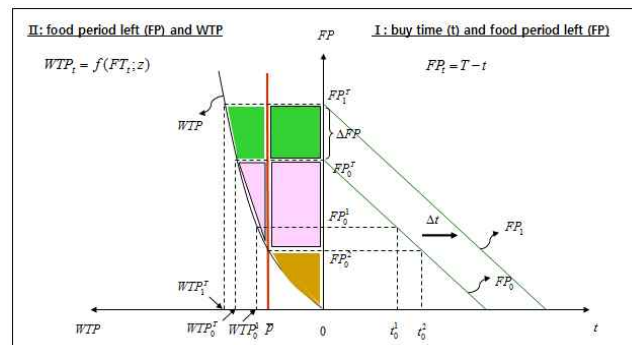 II: food period left (FP) and WTP
FP
I : buy time (t) and food period left (FP)
WTP_t = f(FT_t; z)
FP_t = T - t
FP_1^T
WTP
ΔFP
FP_0^T
FP_0^1
Δt
FP_1
FP_0^2
FP_0
WTP_1^T
WTP
WTP_0^T
WTP_0^1
p
0
t_0^1
t_0^2
t